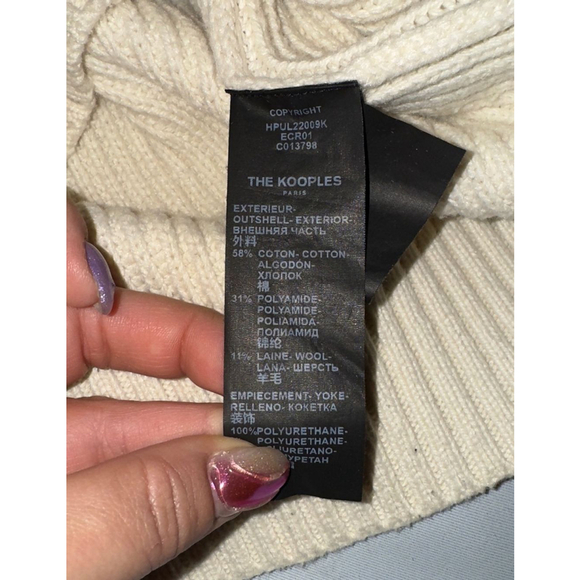 COPYRIGHT
HPUL22009K
ECR01
C013798
THE KOOPLES
PARIS
EXTERIEUR-
OUTSHELL- EXTERIOR-
ВНЕШНЯЯ ЧАСТЬ
外料
58% COTON- COTTON-
ALGODÓN-
ХЛОПОК
棉
31% POLYAMIDE-
POLYAMIDE-
POLIAMIDA-
ПОЛИАМИД
锦纶
11% LAINE- WOOL-
LANA- ШЕРСТЬ
羊毛
EMPIECEMENT- YOKE-
RELLENO- КОКЕТКА
装饰
100% POLYURETHANE-
POLYURETHANE-